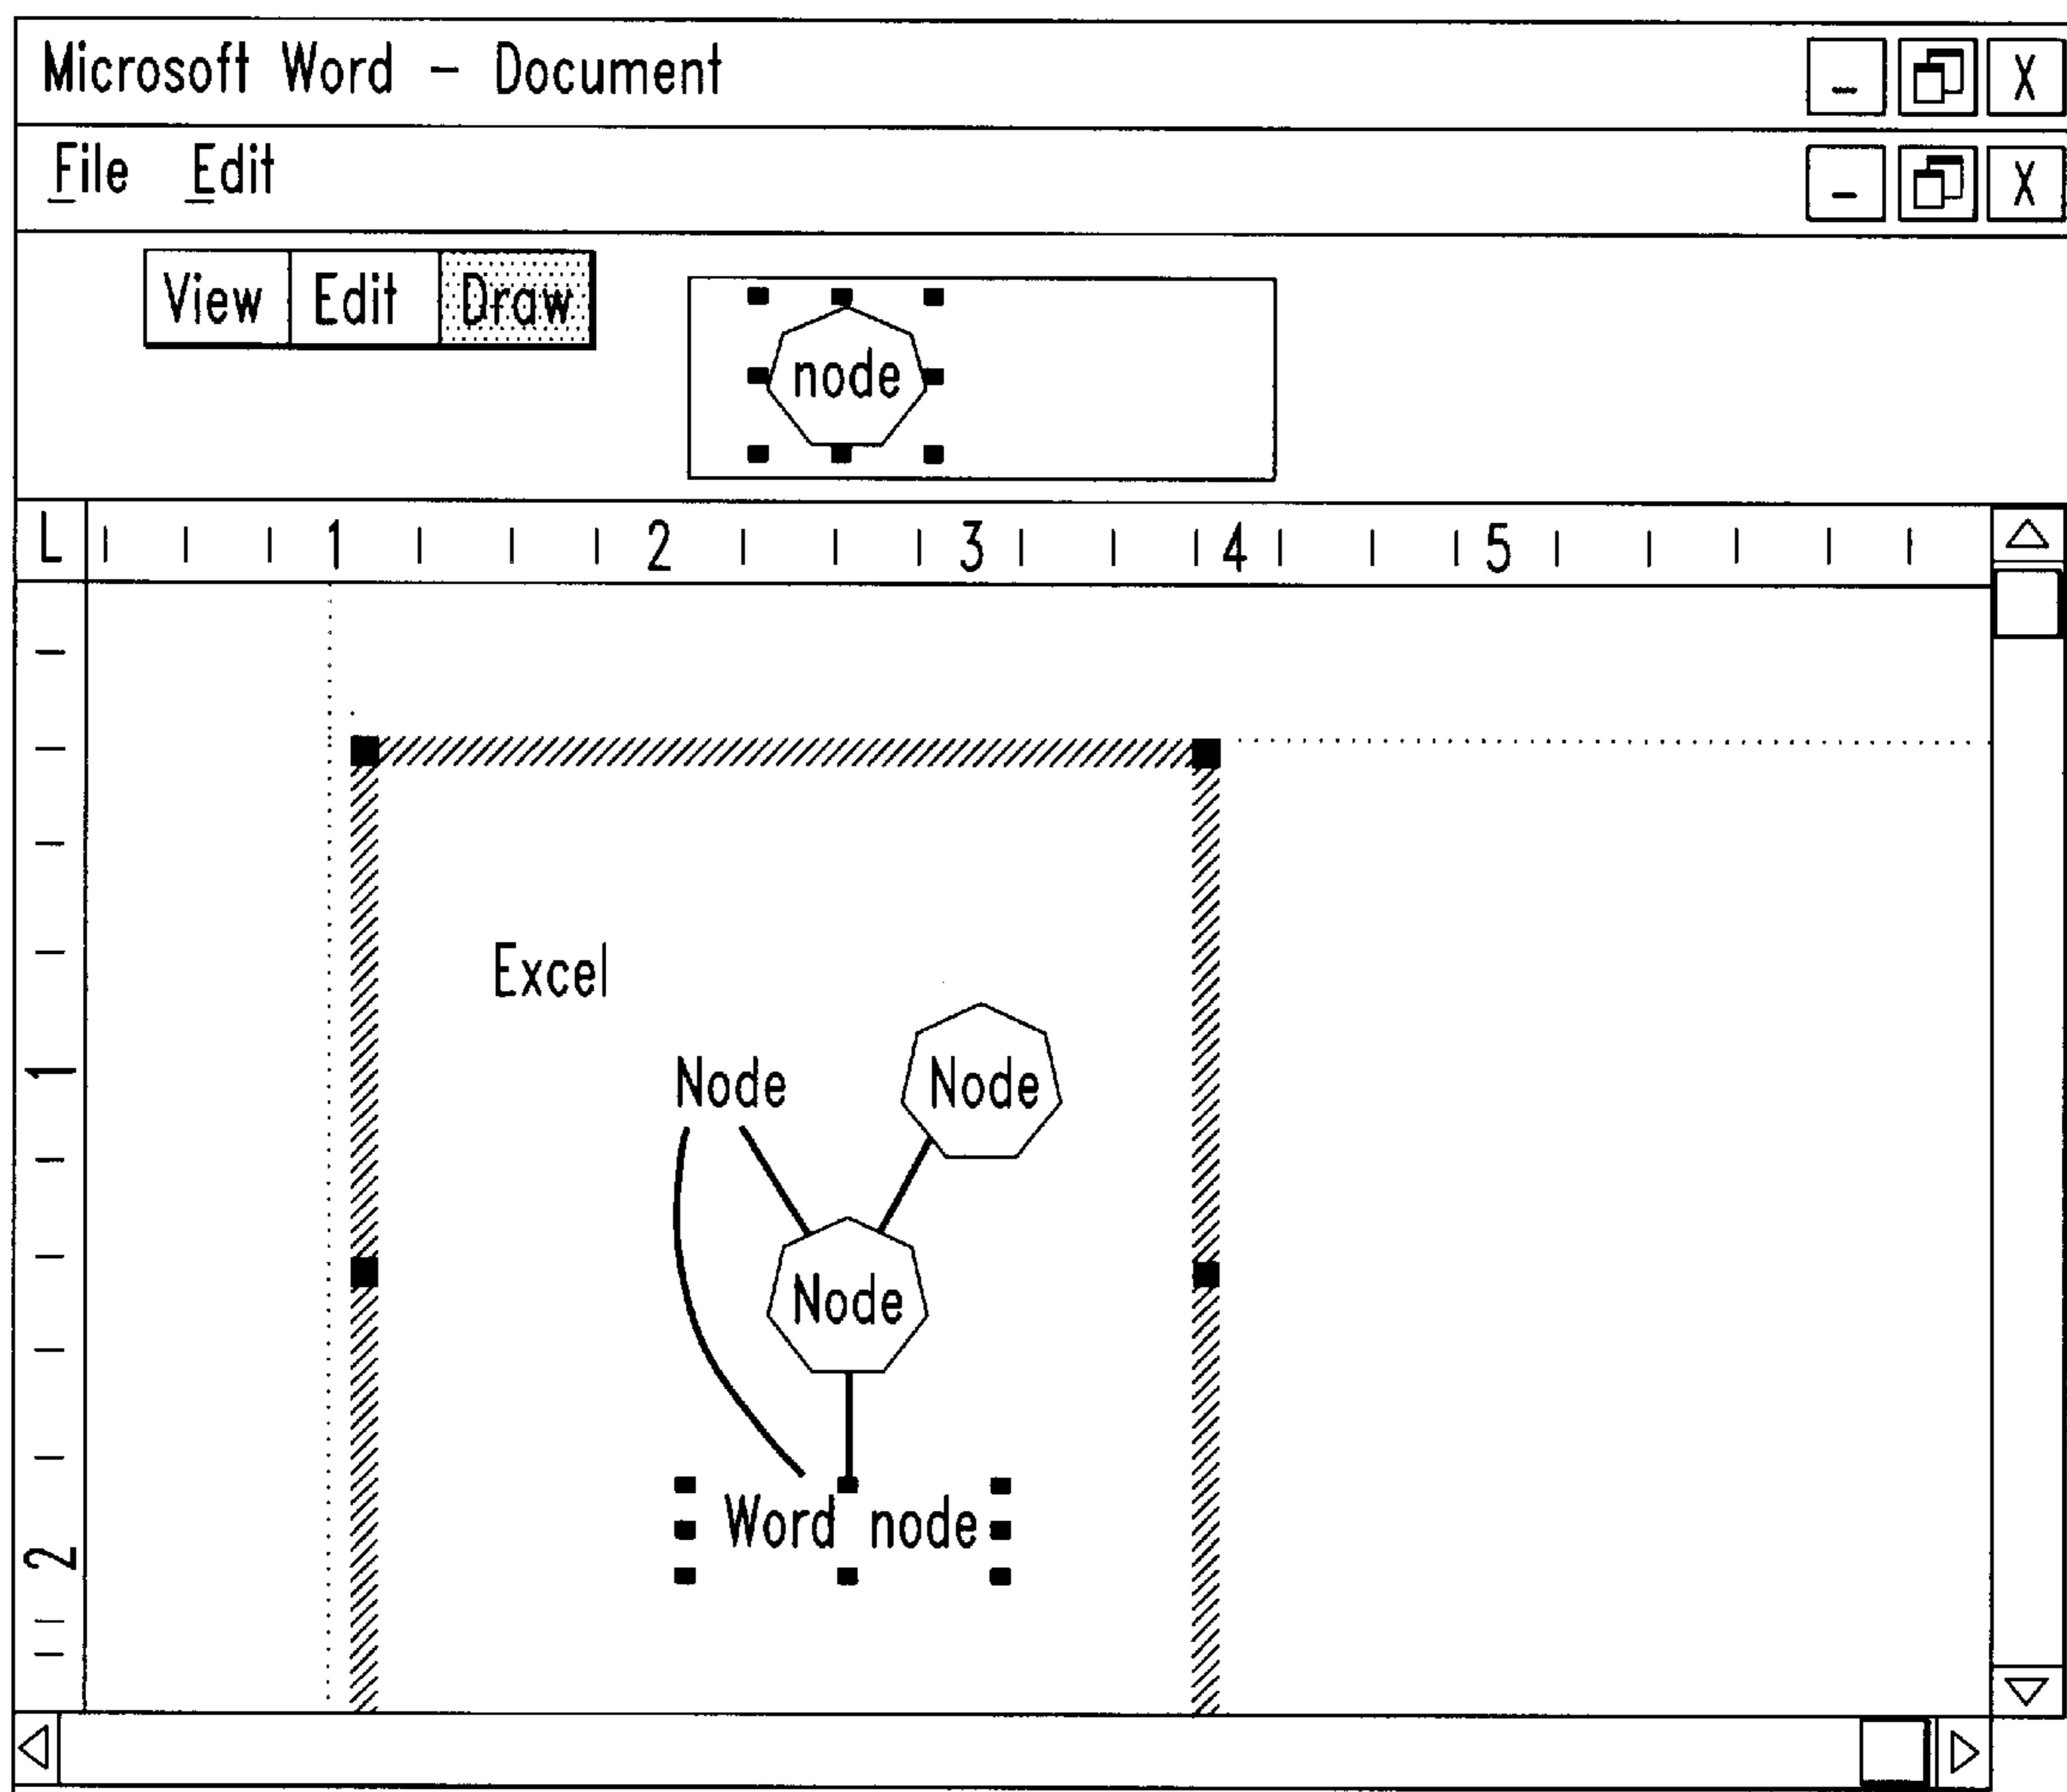 Microsoft Word - Document
X
File Edit
X
View Edit Draw
node
L 1 2 3 4 5
Excel
Node Node
1
Node
Word node
2